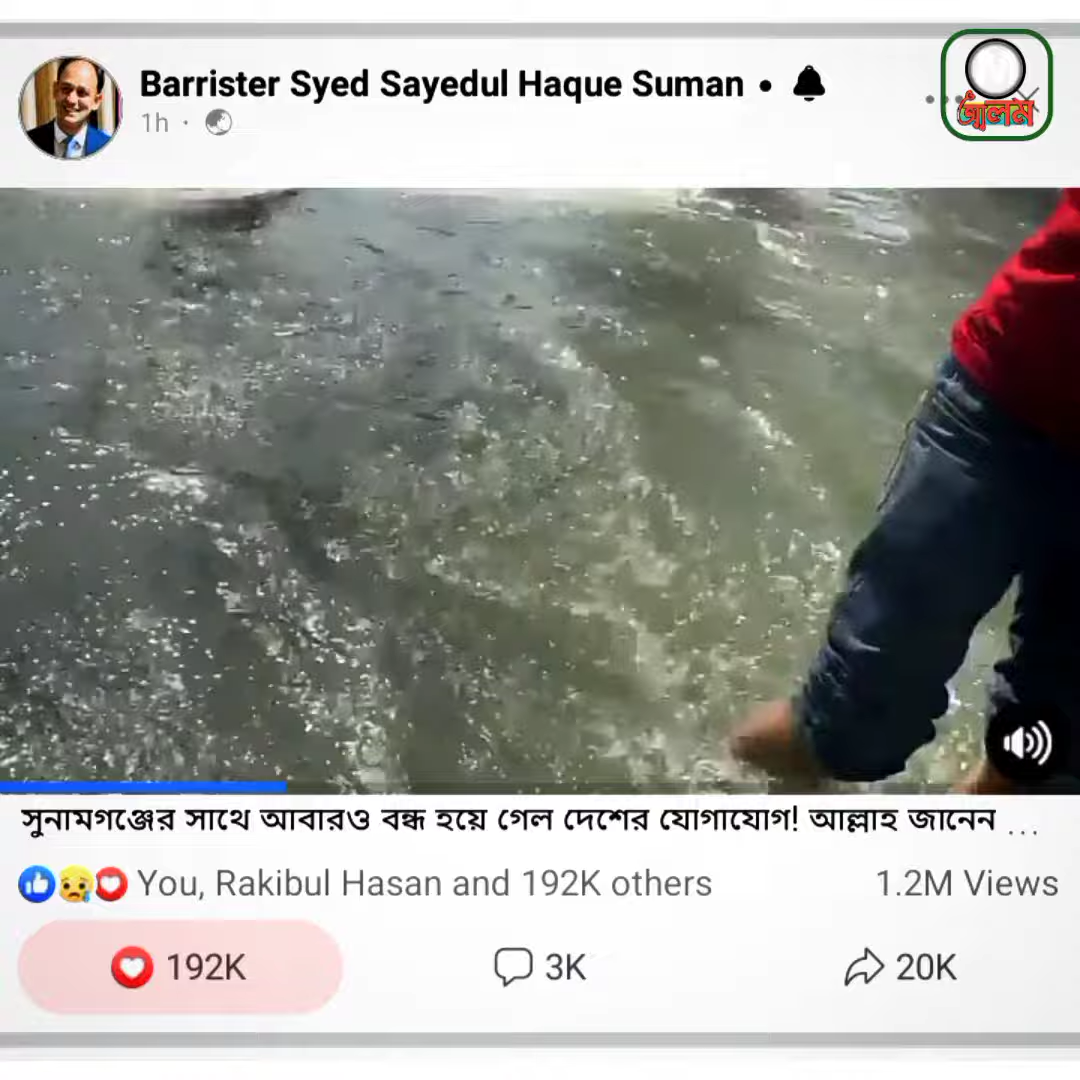 Barrister Syed Sayedul Haque Suman •
1h ·
আলম
সুনামগঞ্জের সাথে আবারও বন্ধ হয়ে গেল দেশের যোগাযোগ! আল্লাহ জানেন ...
You, Rakibul Hasan and 192K others 1.2M Views
192K 3K 20K